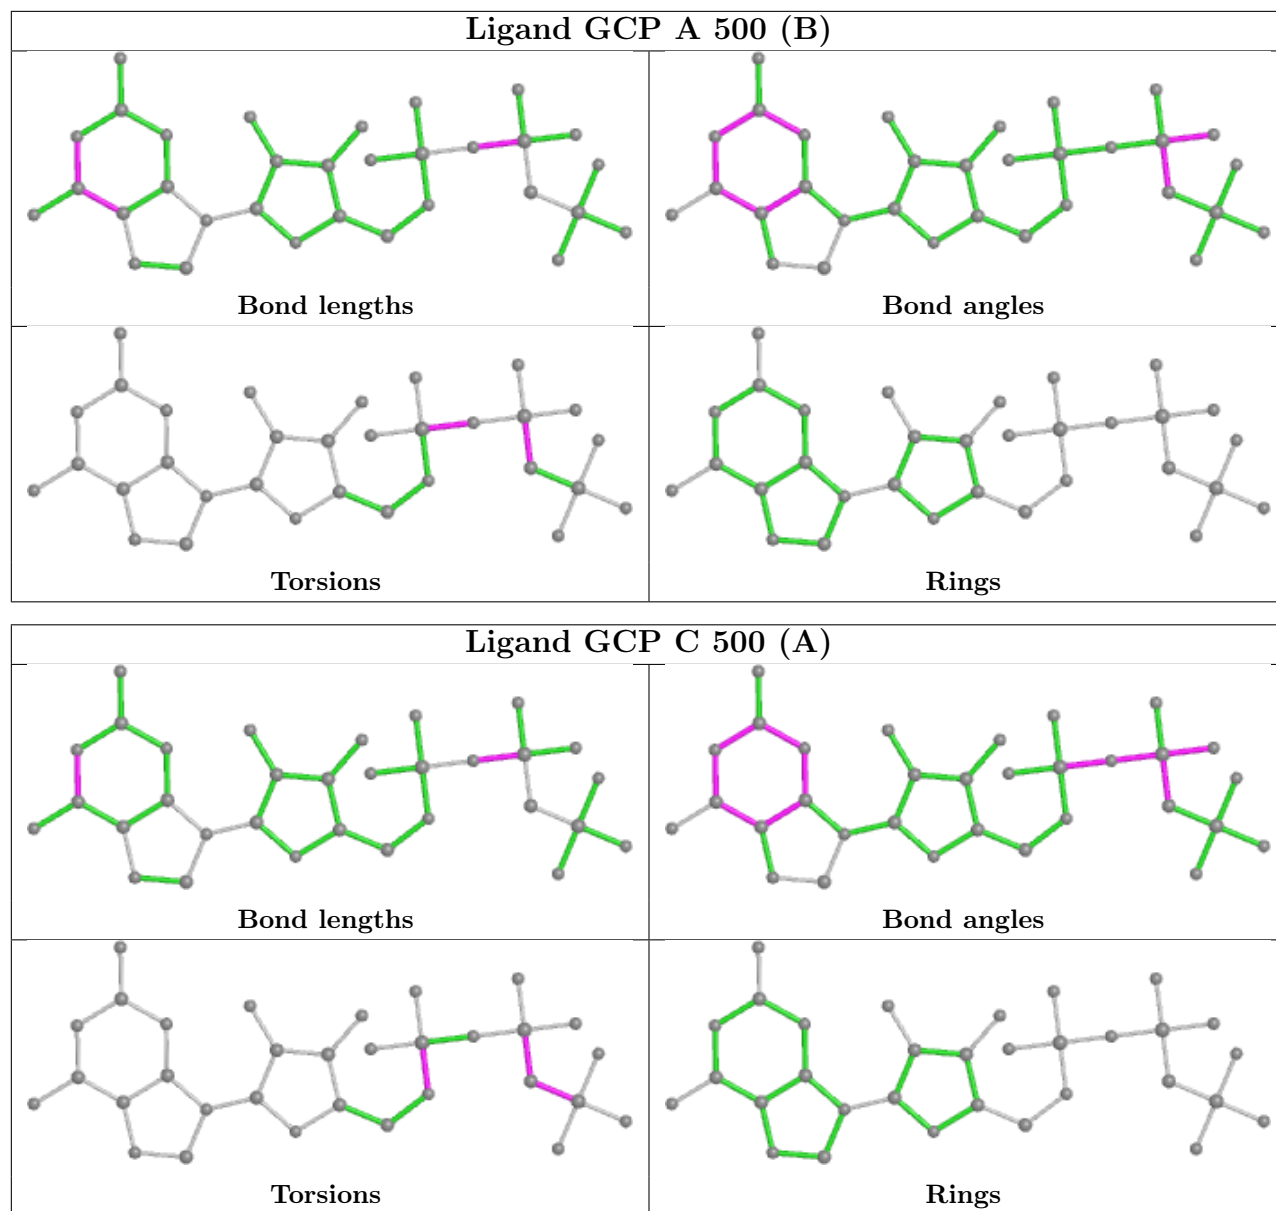 Ligand GCP A 500 (B)
Bond lengths
Bond angles
Torsions
Rings
Ligand GCP C 500 (A)
Bond lengths
Bond angles
Torsions
Rings